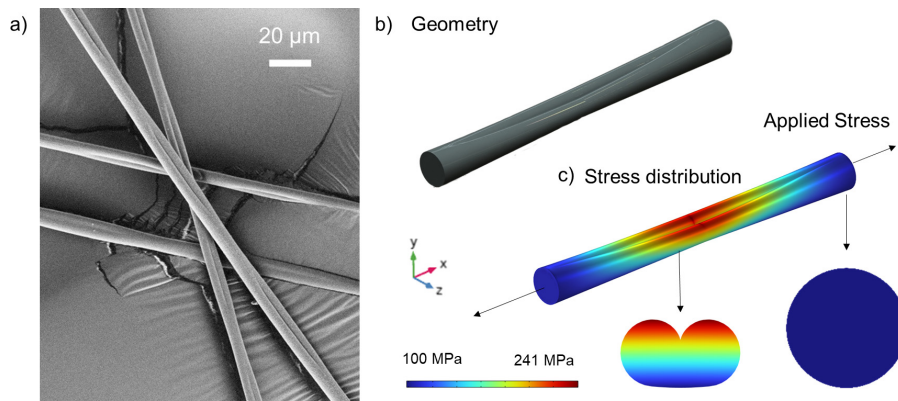 a)
20 µm
b) Geometry
Applied Stress
c) Stress distribution
y
x
z
100 MPa
241 MPa